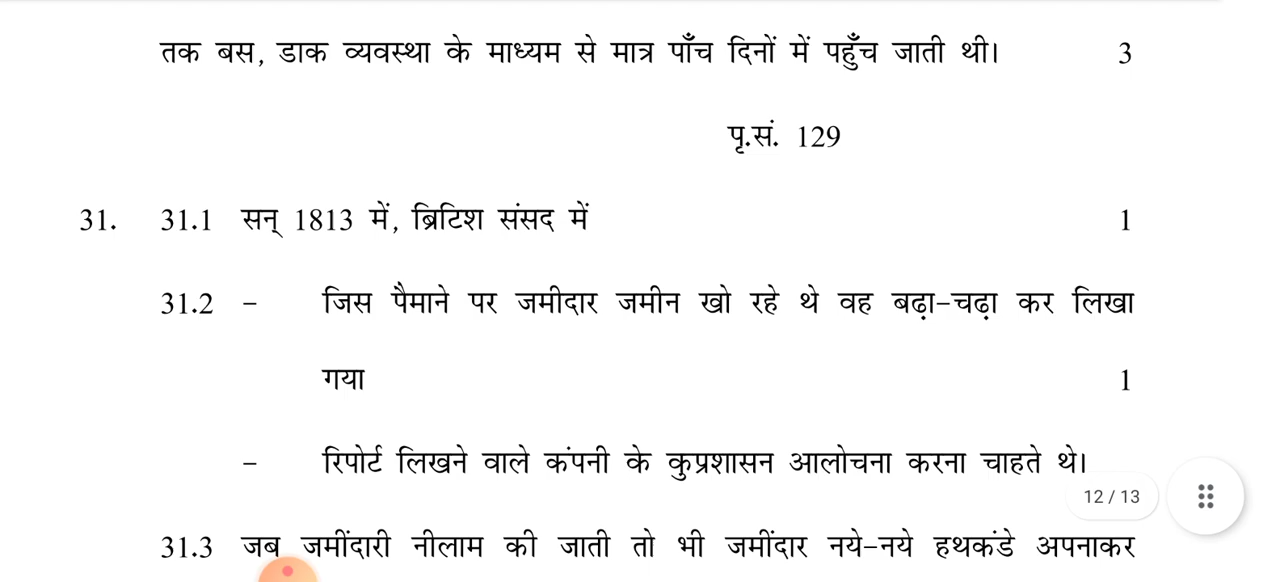 तक बस, डाक व्यवस्था के माध्यम से मात्र पाँच दिनों में पहुँच जाती थी। 3
पृ.सं. 129
31. 31.1 सन् 1813 में, ब्रिटिश संसद में 1
31.2 – जिस पैमाने पर जमीदार जमीन खो रहे थे वह बढ़ा-चढ़ा कर लिखा
गया 1
– रिपोर्ट लिखने वाले कंपनी के कुप्रशासन आलोचना करना चाहते थे।
12 / 13
31.3 जब जमींदारी नीलाम की जाती तो भी जमींदार नये-नये हथकंडे अपनाकर